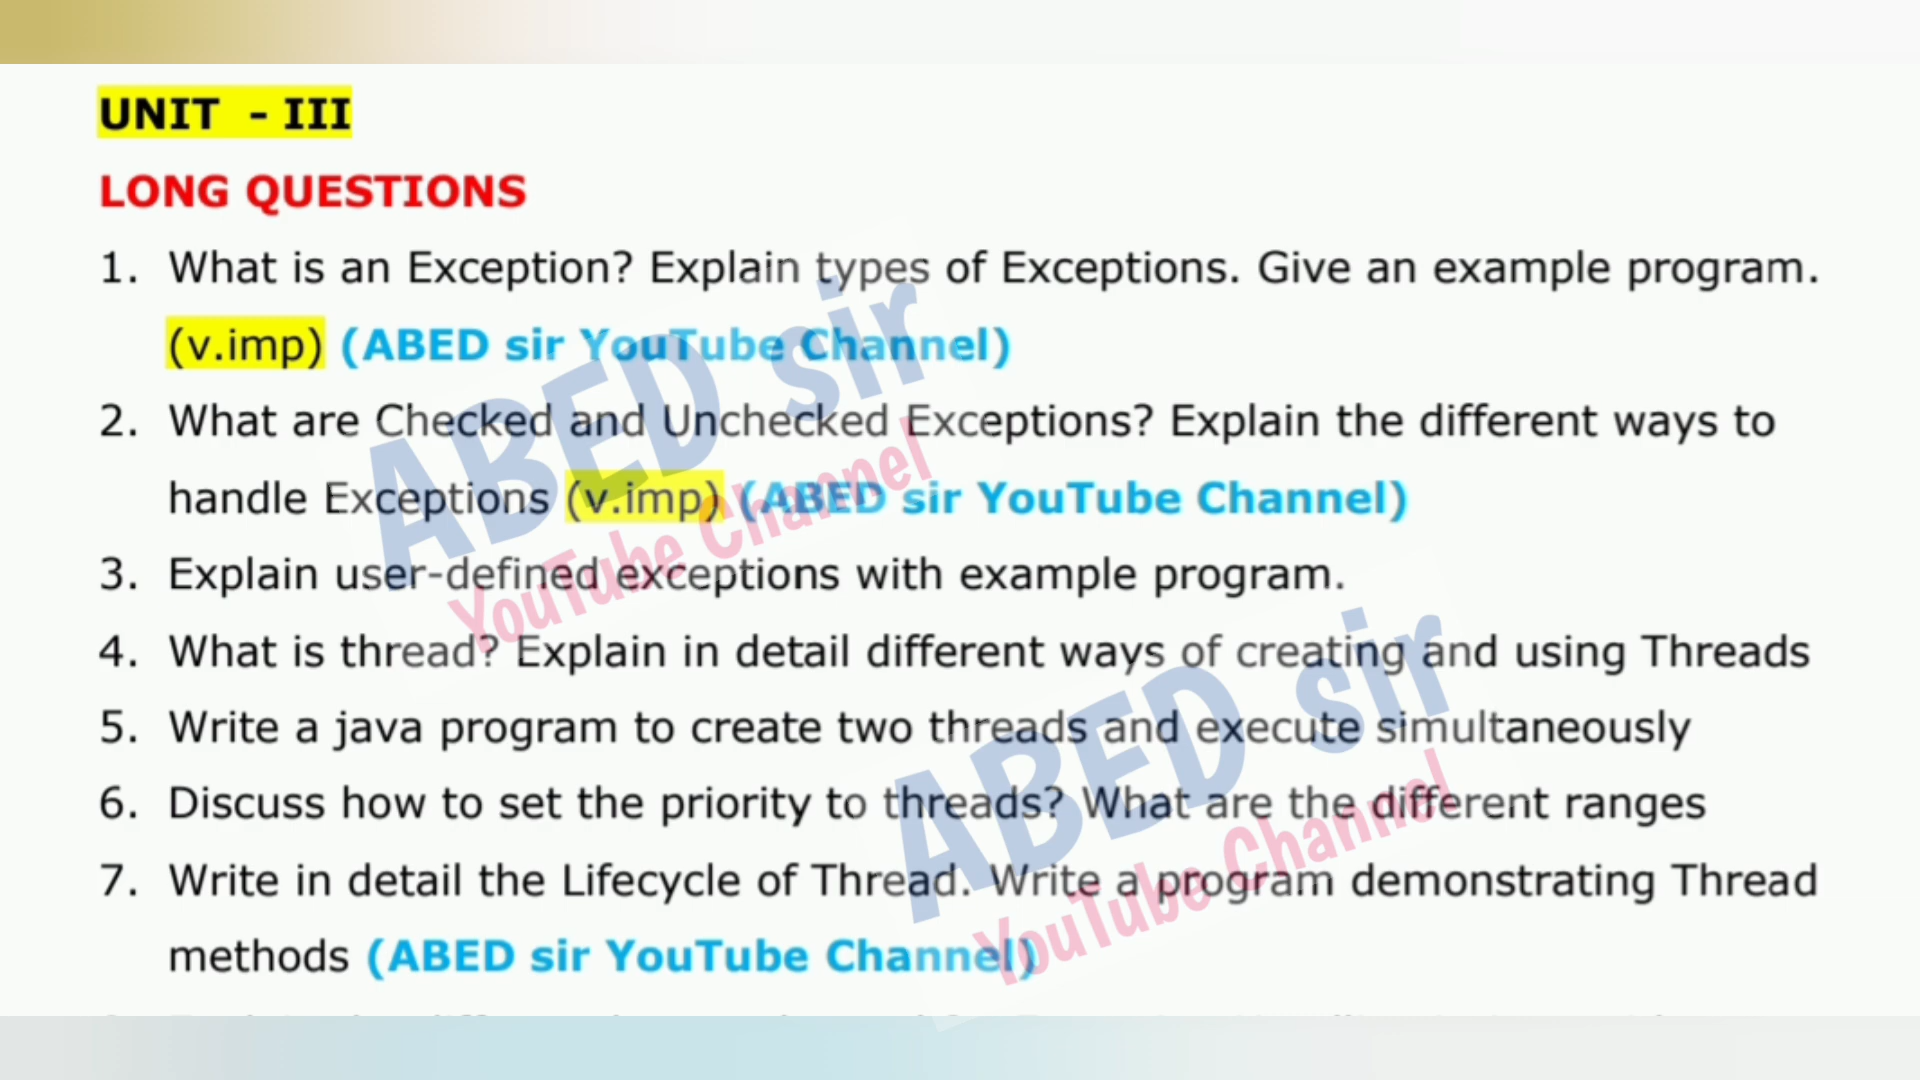 UNIT - III
LONG QUESTIONS
1. What is an Exception? Explain types of Exceptions. Give an example program.
(v.imp) (ABED sir YouTube Channel)
2. What are Checked and Unchecked Exceptions? Explain the different ways to
handle Exceptions (v.imp) (ABED sir YouTube Channel)
3. Explain user-defined exceptions with example program.
4. What is thread? Explain in detail different ways of creating and using Threads
5. Write a java program to create two threads and execute simultaneously
6. Discuss how to set the priority to threads? What are the different ranges
7. Write in detail the Lifecycle of Thread. Write a program demonstrating Thread
methods (ABED sir YouTube Channel)
ABED sir
YouTube Channel
ABED sir
YouTube Channel